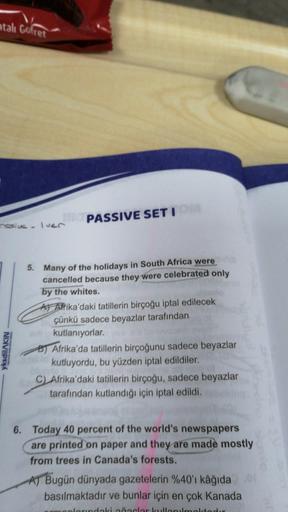 Gofret
PASSIVE SET I
5. Many of the holidays in South Africa were
cancelled because they were celebrated only
by the whites.
A) Afrika'daki tatillerin birçoğu iptal edilecek
çünkü sadece beyazlar tarafından
kutlanıyorlar.
B) Afrika'da tatillerin birçoğunu sadece beyazlar
kutluyordu, bu yüzden iptal edildiler.
C) Afrika'daki tatillerin birçoğu, sadece beyazlar
tarafından kutlandığı için iptal edildi.
ykodilAKIN
6. Today 40 percent of the world's newspapers
are printed on paper and they are made mostly
from trees in Canada's forests.
A) Bugün dünyada gazetelerin %40'ı kâğıda
basılmaktadır ve bunlar için en çok Kanada